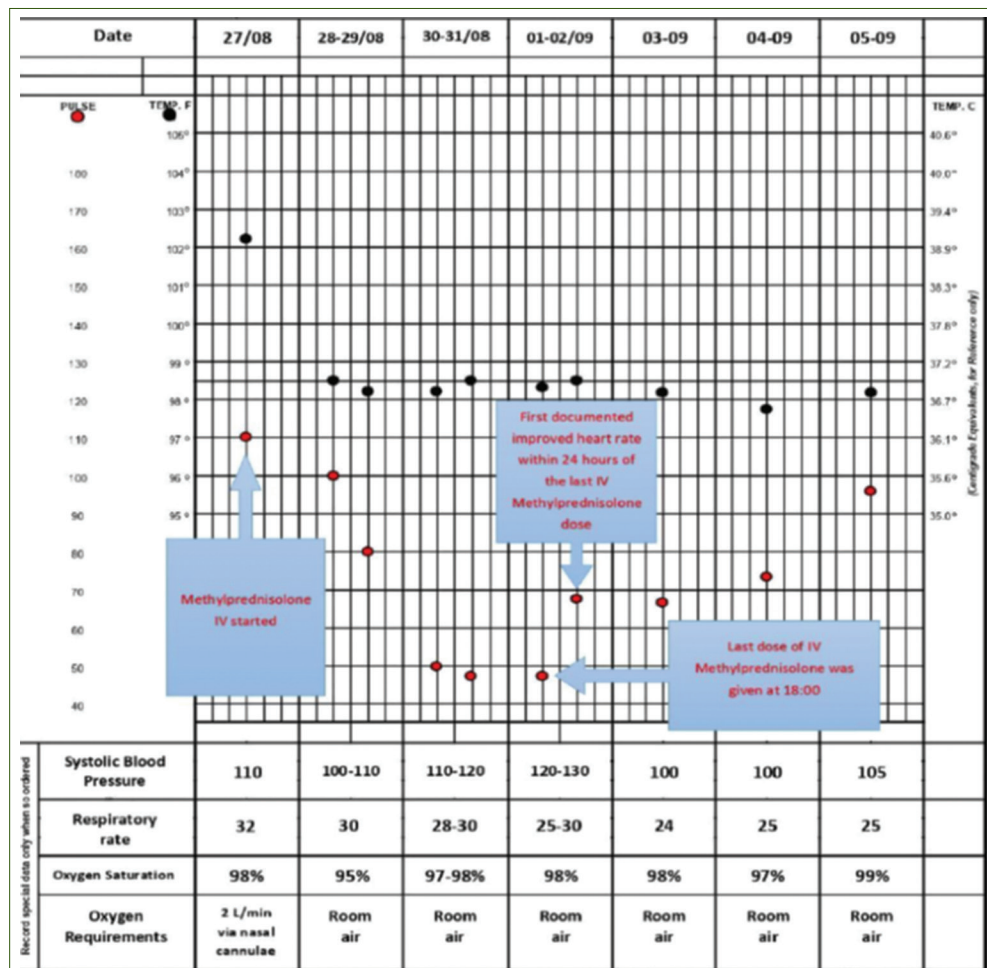 Date 27/08 28-29/08 30-31/08 01-02/09 03-09 04-09 05-09
PULSE TEMP. F TEMP. C
105° 40.6°
180 104° 40.0°
170 103° 39.4°
160 102° 38.9°
150 101° 38.3°
140 100° 37.8°
130 99° 37.2°
120 98° 36.7°
110 97° 36.1°
100 96° 35.6°
90 95° 35.0°
80
70
60
50
40
(Centigrade Equivalents, for Reference only)
First documented
improved heart rate
within 24 hours of
the last IV
Methylprednisolone
dose
Methylprednisolone
IV started
Last dose of IV
Methylprednisolone was
given at 18:00
Record special data only when so ordered
Systolic Blood
Pressure 110 100-110 110-120 120-130 100 100 105
Respiratory
rate 32 30 28-30 25-30 24 25 25
Oxygen Saturation 98% 95% 97-98% 98% 98% 97% 99%
Oxygen
Requirements
2 L/min
via nasal
cannulae
Room
air
Room
air
Room
air
Room
air
Room
air
Room
air